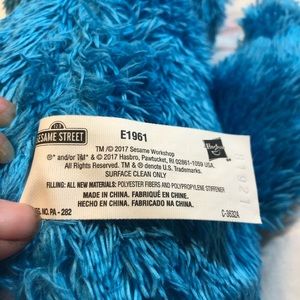 SESAME STREET
E1961
TM /© 2017 Sesame Workshop
®* and/or TM* & © 2017 Hasbro, Pawtucket, RI 02861-1059 USA.
All Rights Reserved. TM & ® denote U.S. Trademarks.
SURFACE CLEAN ONLY
FILLING: ALL NEW MATERIALS: POLYESTER FIBERS AND POLYPROPYLENE STIFFENER
MADE IN CHINA. FABRIQUÉ EN CHINE.
HECHO EN CHINA. FABRICADO NA CHINA.
REG. NO. PA - 282
Hasbro